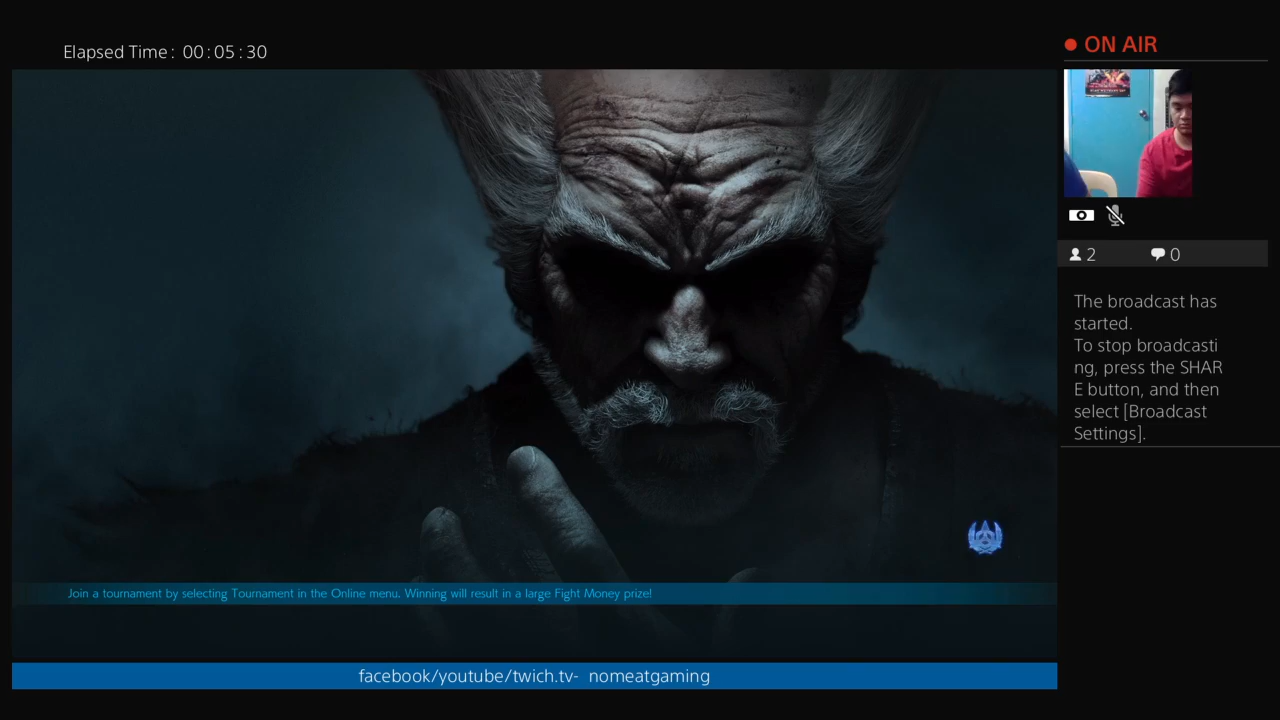 Elapsed Time: 00:05:30
ON AIR
2
0
The broadcast has
started.
To stop broadcasti
ng, press the SHAR
E button, and then
select [Broadcast
Settings].
Join a tournament by selecting Tournament in the Online menu. Winning will result in a large Fight Money prize!
facebook/youtube/twich.tv- nomeatgaming